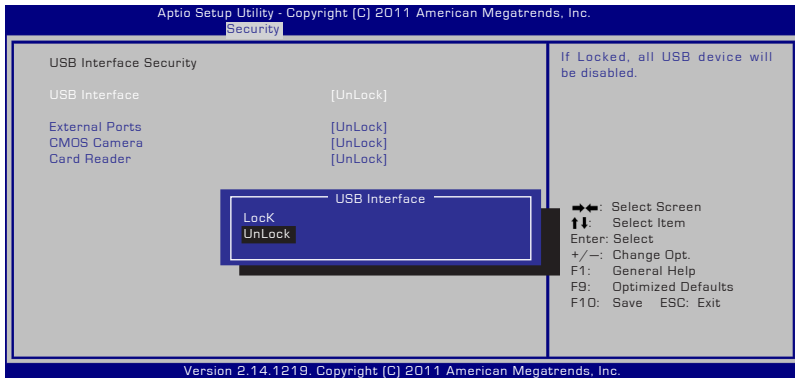 Aptio Setup Utility - Copyright (C) 2011 American Megatrends, Inc.
Security
USB Interface Security
USB Interface [UnLock]
External Ports [UnLock]
CMOS Camera [UnLock]
Card Reader [UnLock]
USB Interface
LocK
UnLock
If Locked, all USB device will
be disabled.
→←: Select Screen
↑↓: Select Item
Enter: Select
+/—: Change Opt.
F1: General Help
F9: Optimized Defaults
F10: Save ESC: Exit
Version 2.14.1219. Copyright (C) 2011 American Megatrends, Inc.